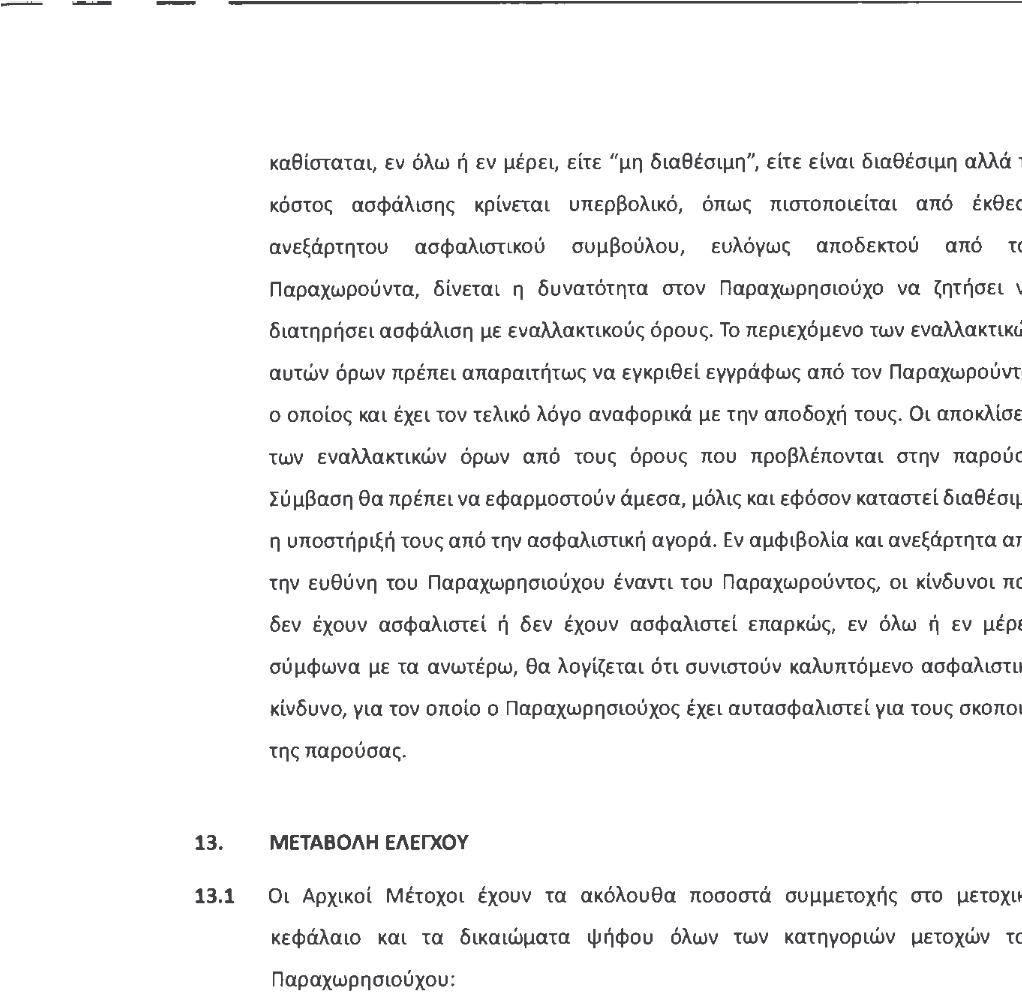 καθίσταται, εν όλω ή εν μέρει, είτε “μη διαθέσιμη”, είτε είναι διαθέσιμη αλλά
κόστος ασφάλισης κρίνεται υπερβολικό, όπως πιστοποιείται από
ανεξάρτητου ασφαλιστικού συμβούλου, ευλόγως αποδεκτού από
Παραχωρούντα, δίνεται η δυνατότητα στον Παραχωρησιούχο να ζητήσει
διατηρήσει ασφάλιση με εναλλακτικούς όρους. Το περιεχόμενο των
αυτών όρων πρέπει απαραιτήτως να εγκριθεί εγγράφως από τον
ο οποίος και έχει τον τελικό λόγο αναφορικά με την αποδοχή τους. Οι
των εναλλακτικών όρων από τους όρους που προβλέπονται στην
Σύμβαση θα πρέπει να εφαρμοστούν άμεσα, μόλις και εφόσον καταστεί
η υποστήριξή τους από την ασφαλιστική αγορά. Εν αμφιβολία και ανεξάρτητα
την ευθύνη του Παραχωρησιούχου έναντι του Παραχωρούντος, οι κίνδυνοι
δεν έχουν ασφαλιστεί ή δεν έχουν ασφαλιστεί επαρκώς, εν όλω ή εν
σύμφωνα με τα ανωτέρω, θα λογίζεται ότι συνιστούν καλυπτόμενο
κίνδυνο, για τον οποίο ο Παραχωρησιούχος έχει αυτασφαλιστεί για τους
της παρούσας.
13. ΜΕΤΑΒΟΛΗ ΕΛΕΓΧΟΥ
13.1 Οι Αρχικοί Μέτοχοι έχουν τα ακόλουθα ποσοστά συμμετοχής στο
κεφάλαιο και τα δικαιώματα ψήφου όλων των κατηγοριών μετοχών
Παραχωρησιούχου: